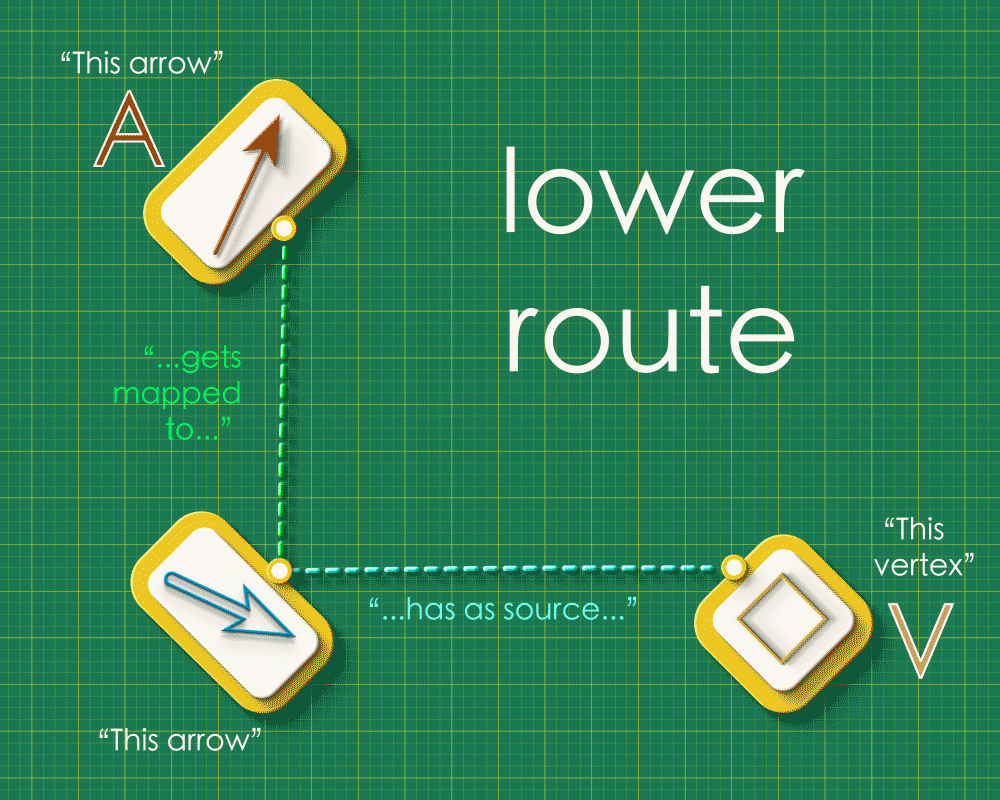 “This arrow”
A
lower
route
“...gets
mapped
to...”
“This
vertex”
“...has as source...”
V
“This arrow”